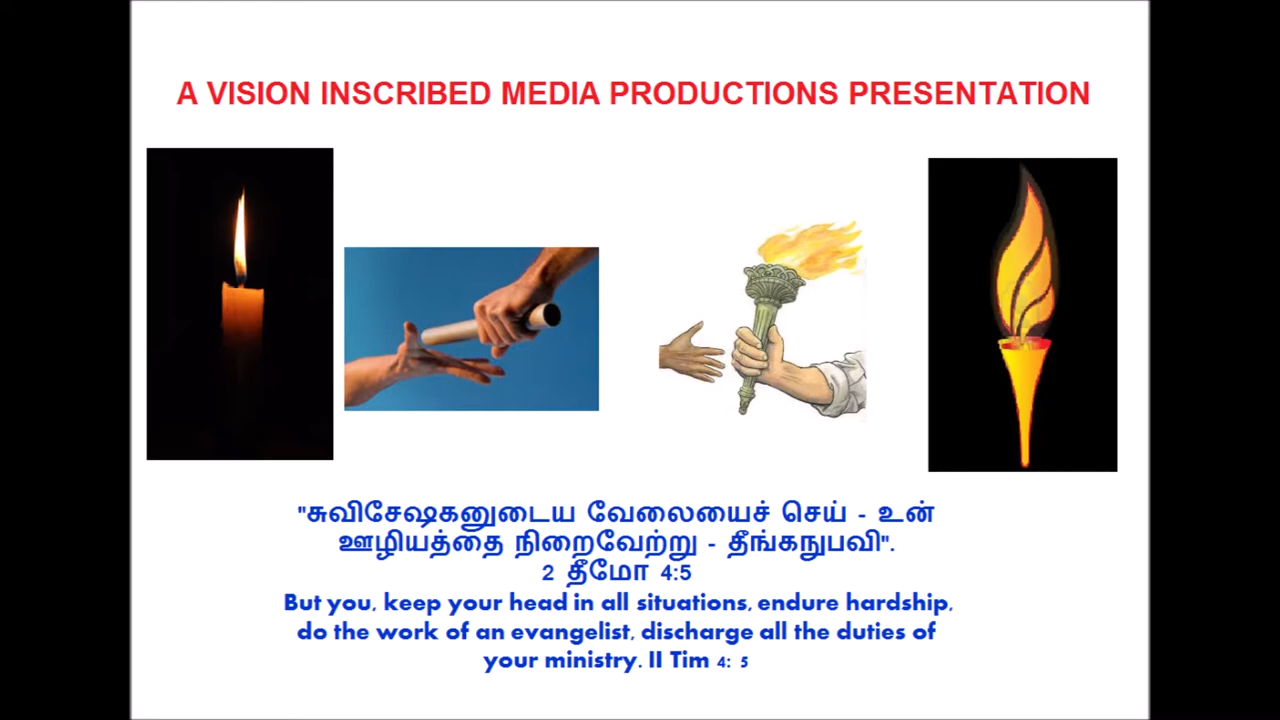 A VISION INSCRIBED MEDIA PRODUCTIONS PRESENTATION
"சுவிசேஷகனுடைய வேலையைச் செய் - உன்
ஊழியத்தை நிறைவேற்று - தீங்கநுபவி".
2 தீமோ 4:5
But you, keep your head in all situations, endure hardship,
do the work of an evangelist, discharge all the duties of
your ministry. II Tim 4: 5